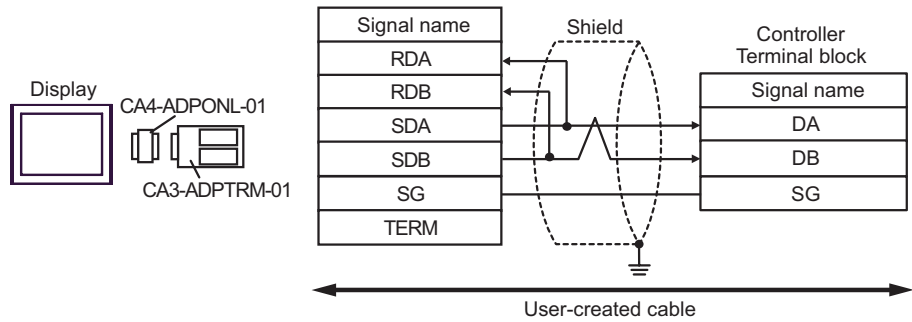 Display
CA4-ADPONL-01
CA3-ADPTRM-01
Signal name
RDA
RDB
SDA
SDB
SG
TERM
Shield
Controller
Terminal block
Signal name
DA
DB
SG
User-created cable